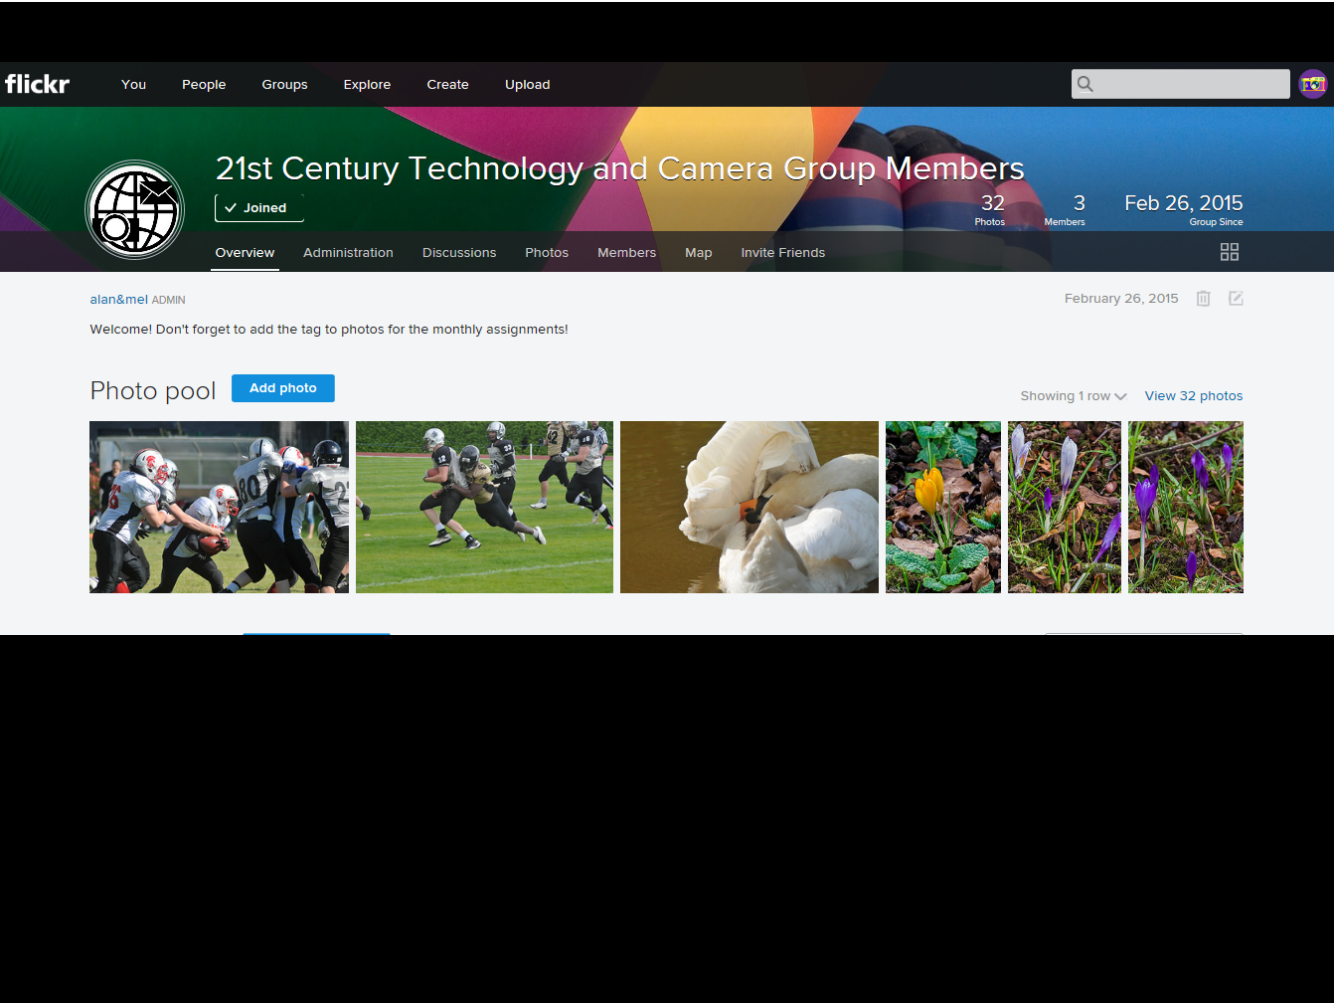 flickr You People Groups Explore Create Upload
21st Century Technology and Camera Group Members
Joined
32 3 Feb 26, 2015
Photos Members Group Since
Overview Administration Discussions Photos Members Map Invite Friends
alan&mel ADMIN February 26, 2015
Welcome! Don't forget to add the tag to photos for the monthly assignments!
Photo pool Add photo
Showing 1 row View 32 photos